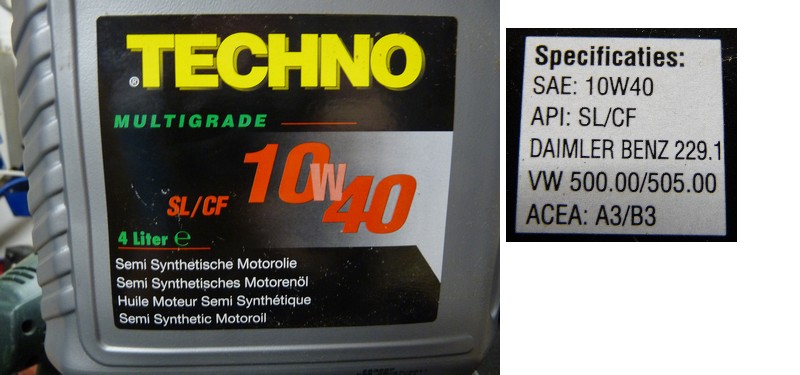 ® TECHNO
MULTIGRADE
10W40
SL/CF
4 Liter ℮
Semi Synthetische Motorolie
Semi Synthetisches Motorenöl
Huile Moteur Semi Synthétique
Semi Synthetic Motoroil
Specificaties:
SAE: 10W40
API: SL/CF
DAIMLER BENZ 229.1
VW 500.00/505.00
ACEA: A3/B3